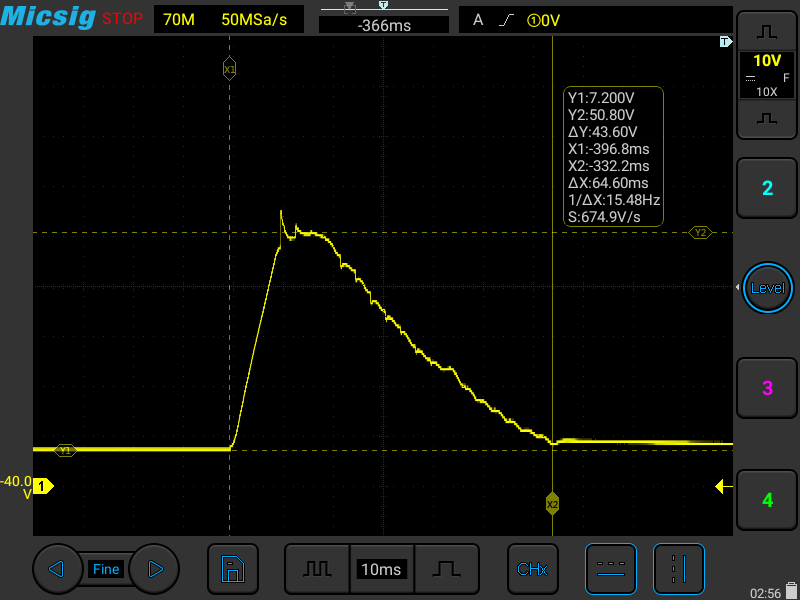 Micsig STOP 70M 50MSa/s T -366ms A ①0V
T
X1
10V
F
10X
Y1:7.200V
Y2:50.80V
ΔY:43.60V
X1:-396.8ms
X2:-332.2ms
ΔX:64.60ms
1/ΔX:15.48Hz
S:674.9V/s
2
Y2
Level
3
Y1
-40.0
V
1
X2
4
Fine 10ms CHx
02:56